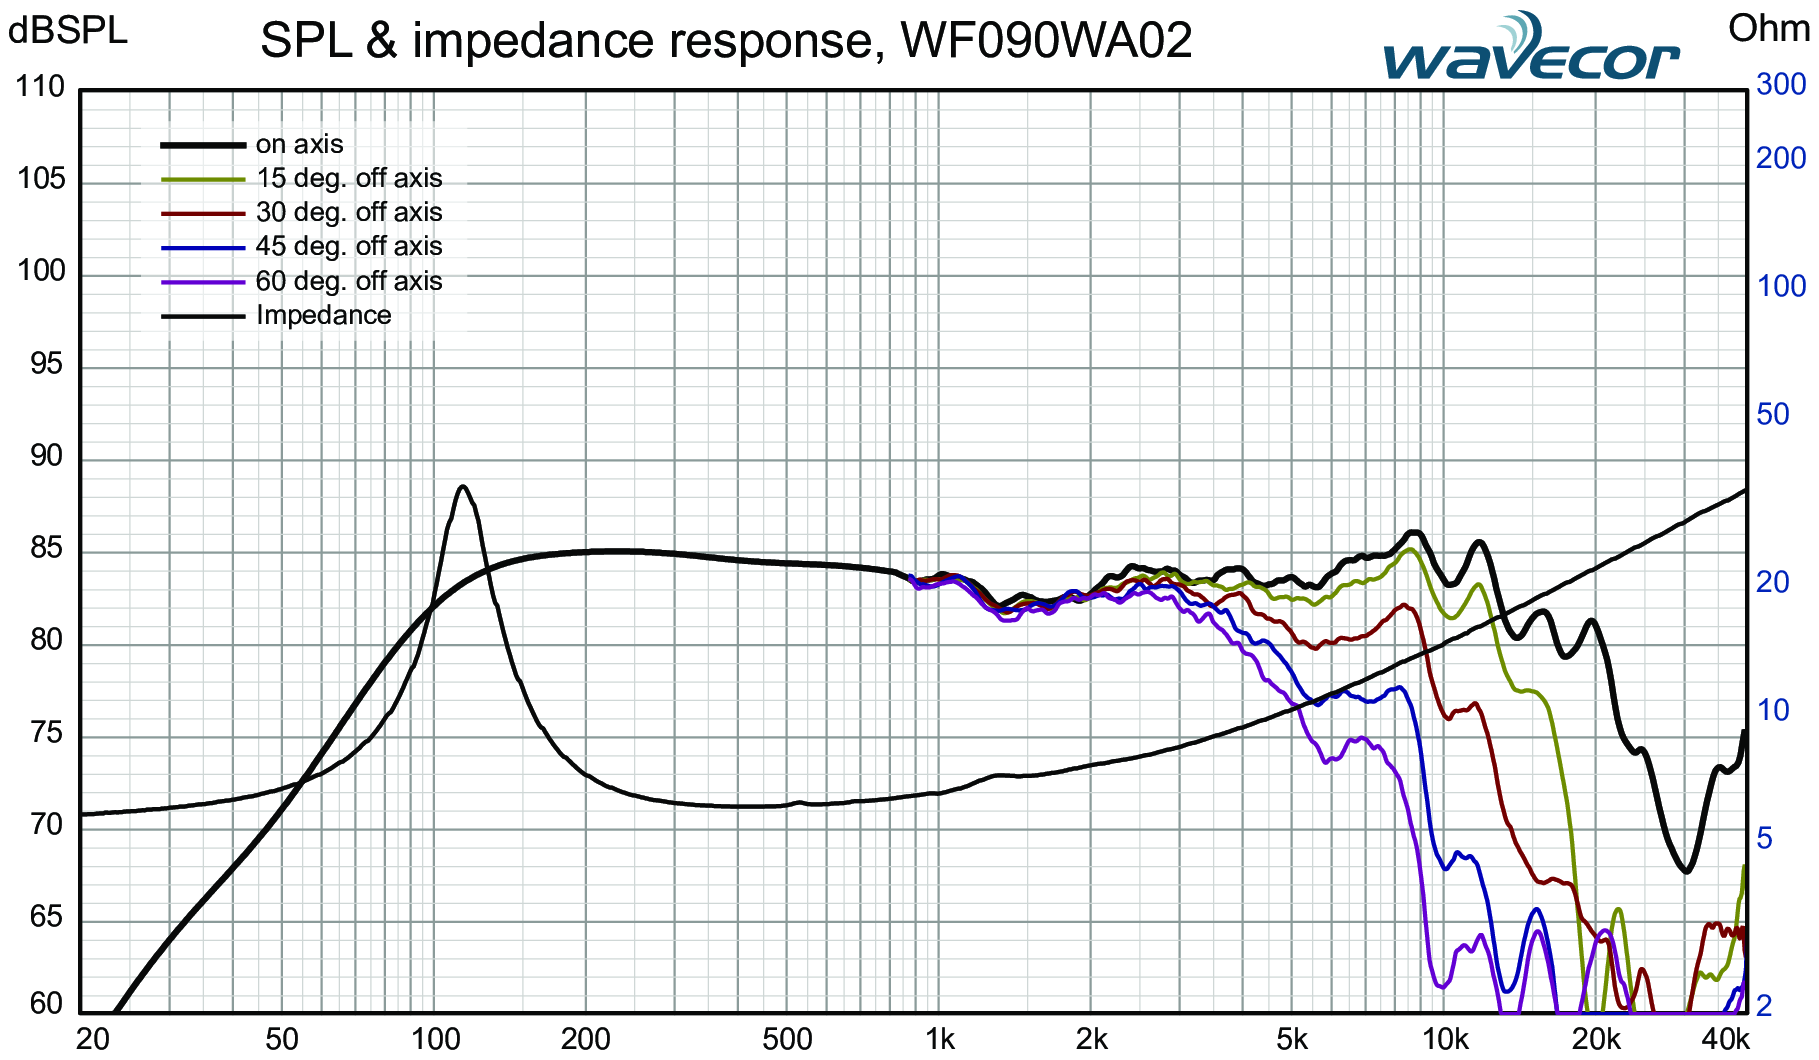 dBSPL SPL & impedance response, WF090WA02 wavecor Ohm
110 300
on axis
200
105 15 deg. off axis
30 deg. off axis
45 deg. off axis
100 60 deg. off axis 100
Impedance
95
90 50
85
20
80
75 10
70 5
65
60 2
20 50 100 200 500 1k 2k 5k 10k 20k 40k